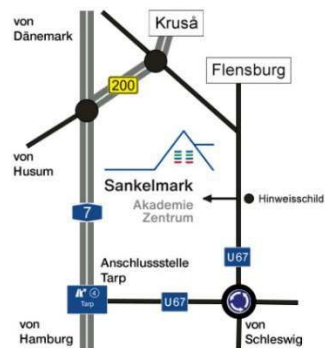 von
Dänemark
Kruså
200
Flensburg
von
Husum
Sankelmark
Akademie
Zentrum
Hinweisschild
7
U67
Anschlussstelle
Tarp
4
Tarp
U67
von
Hamburg
von
Schleswig